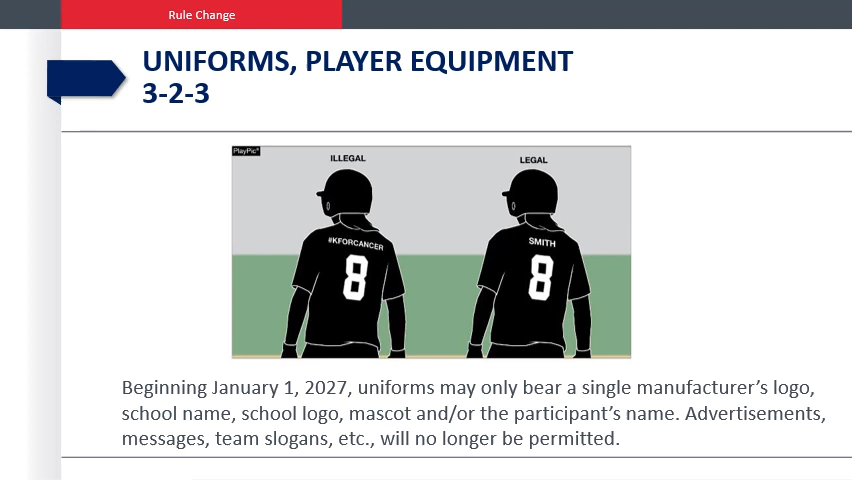 Rule Change
UNIFORMS, PLAYER EQUIPMENT
3-2-3
PlayPic®
ILLEGAL
LEGAL
#KFORCANCER
8
SMITH
8
Beginning January 1, 2027, uniforms may only bear a single manufacturer’s logo,
school name, school logo, mascot and/or the participant’s name. Advertisements,
messages, team slogans, etc., will no longer be permitted.